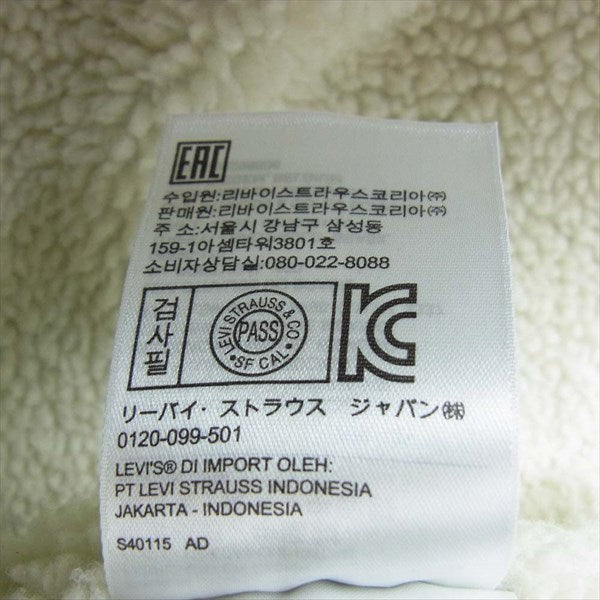 EAC
수입원:리바이스트라우스코리아㈜
판매원:리바이스트라우스코리아㈜
주 소:서울시 강남구 삼성동
159-1아셈타워3801호
소비자상담실:080-022-8088
검사필
LEVI STRAUSS & CO
PASS
• SF CAL •
KC
リーバイ・ストラウス ジャパン㈱
0120-099-501
LEVI'S® DI IMPORT OLEH:
PT LEVI STRAUSS INDONESIA
JAKARTA - INDONESIA
S40115 AD